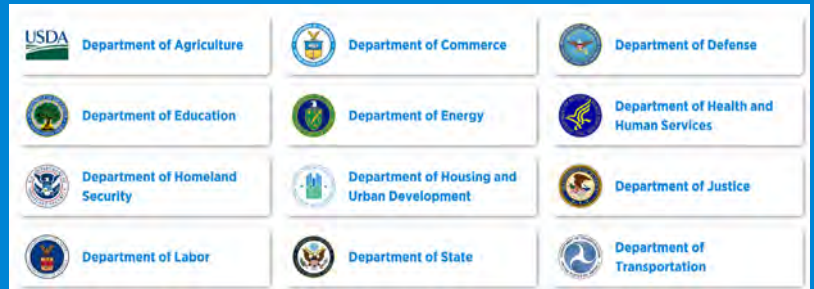 USDA
Department of Agriculture
Department of Commerce
Department of Defense
Department of Education
Department of Energy
Department of Health and
Human Services
Department of Homeland
Security
Department of Housing and
Urban Development
Department of Justice
Department of Labor
Department of State
Department of
Transportation